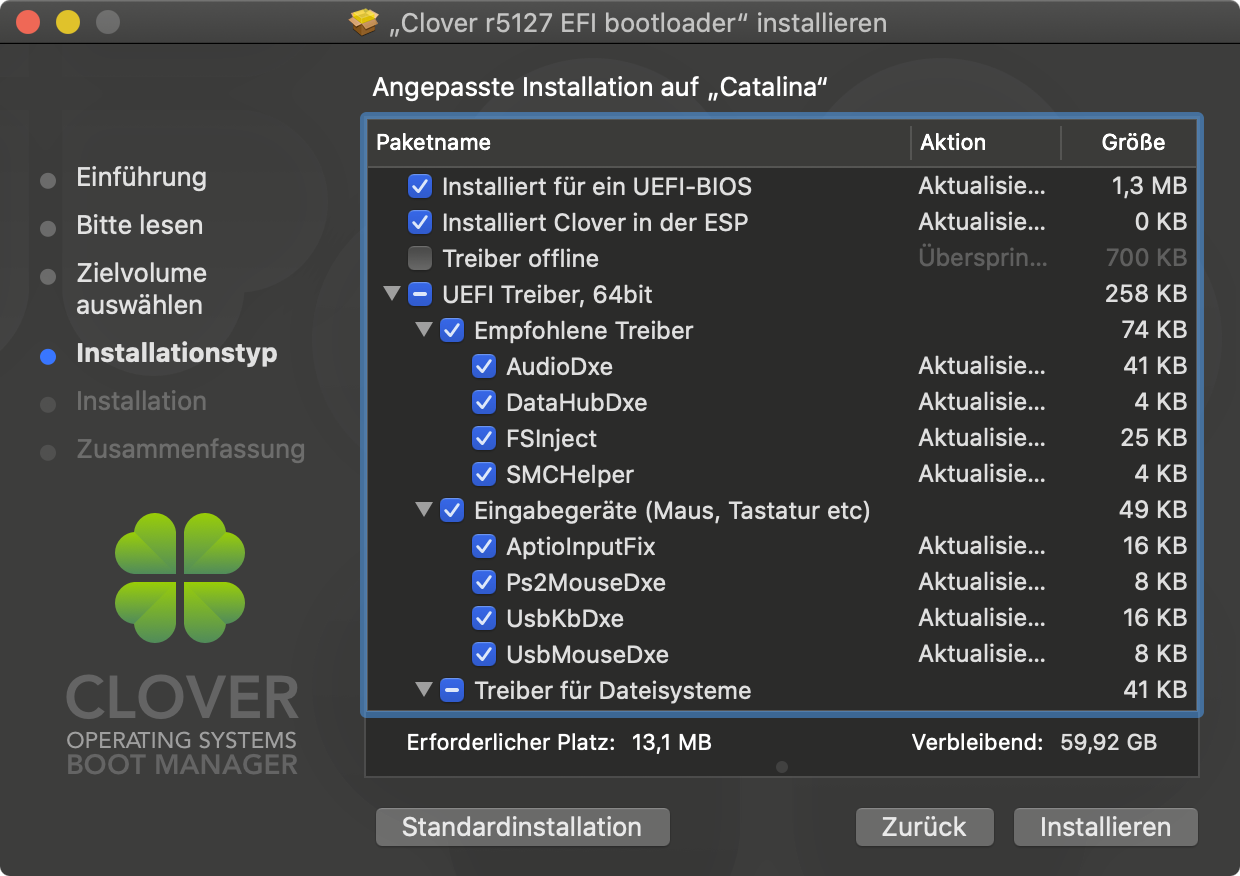 „Clover r5127 EFI bootloader“ installieren
Angepasste Installation auf „Catalina“
Einführung
Bitte lesen
Zielvolume
auswählen
Installationstyp
Installation
Zusammenfassung
CLOVER
OPERATING SYSTEMS
BOOT MANAGER
Paketname Aktion Größe
Installiert für ein UEFI-BIOS Aktualisie... 1,3 MB
Installiert Clover in der ESP Aktualisie... 0 KB
Treiber offline Übersprin... 700 KB
UEFI Treiber, 64bit 258 KB
Empfohlene Treiber 74 KB
AudioDxe Aktualisie... 41 KB
DataHubDxe Aktualisie... 4 KB
FSInject Aktualisie... 25 KB
SMCHelper Aktualisie... 4 KB
Eingabegeräte (Maus, Tastatur etc) 49 KB
AptioInputFix Aktualisie... 16 KB
Ps2MouseDxe Aktualisie... 8 KB
UsbKbDxe Aktualisie... 16 KB
UsbMouseDxe Aktualisie... 8 KB
Treiber für Dateisysteme 41 KB
Erforderlicher Platz: 13,1 MB Verbleibend: 59,92 GB
Standardinstallation Zurück Installieren